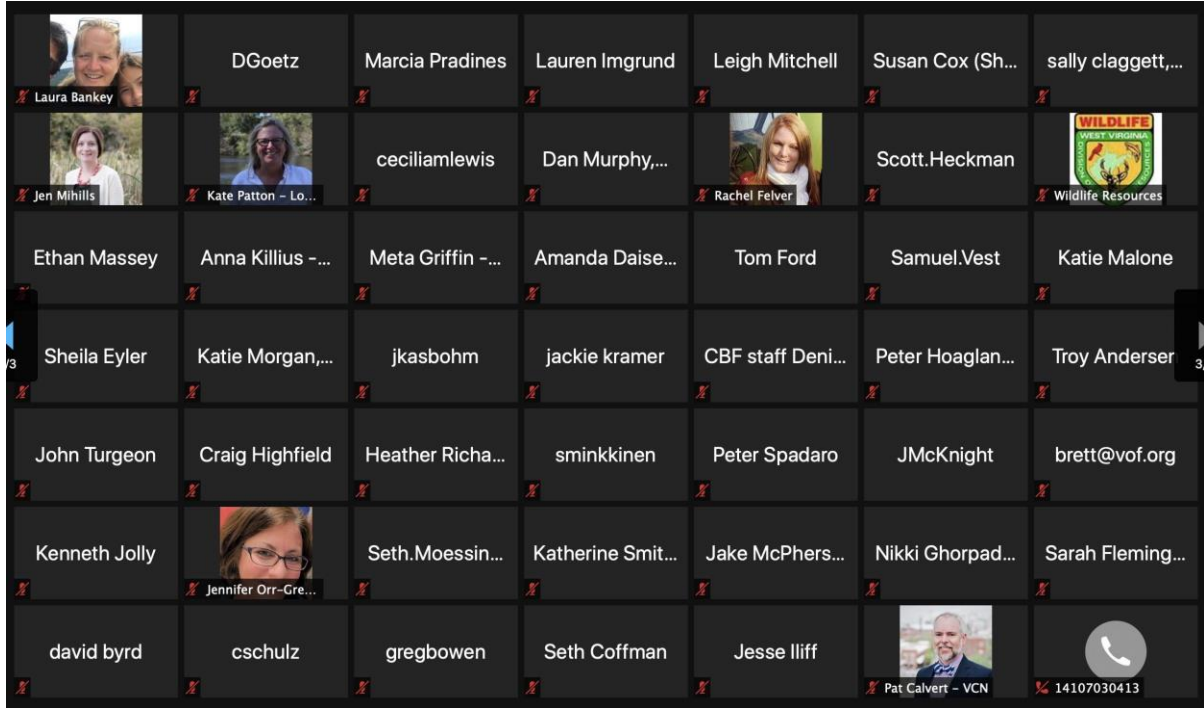 Laura Bankey
DGoetz
Marcia Pradines
Lauren Imgrund
Leigh Mitchell
Susan Cox (Sh...
sally claggett,...
Jen Mihills
Kate Patton – Lo...
ceciliamlewis
Dan Murphy,...
Rachel Felver
Scott.Heckman
WILDLIFE
WEST VIRGINIA
Wildlife Resources
Ethan Massey
Anna Killius -...
Meta Griffin -...
Amanda Daise...
Tom Ford
Samuel.Vest
Katie Malone
/3
Sheila Eyler
Katie Morgan,...
jkasbohm
jackie kramer
CBF staff Deni...
Peter Hoaglan...
Troy Andersen
3/
John Turgeon
Craig Highfield
Heather Richa...
sminkkinen
Peter Spadaro
JMcKnight
brett@vof.org
Kenneth Jolly
Jennifer Orr-Gre...
Seth.Moessin...
Katherine Smit...
Jake McPhers...
Nikki Ghorpad...
Sarah Fleming...
david byrd
cschulz
gregbowen
Seth Coffman
Jesse Iliff
Pat Calvert – VCN
14107030413